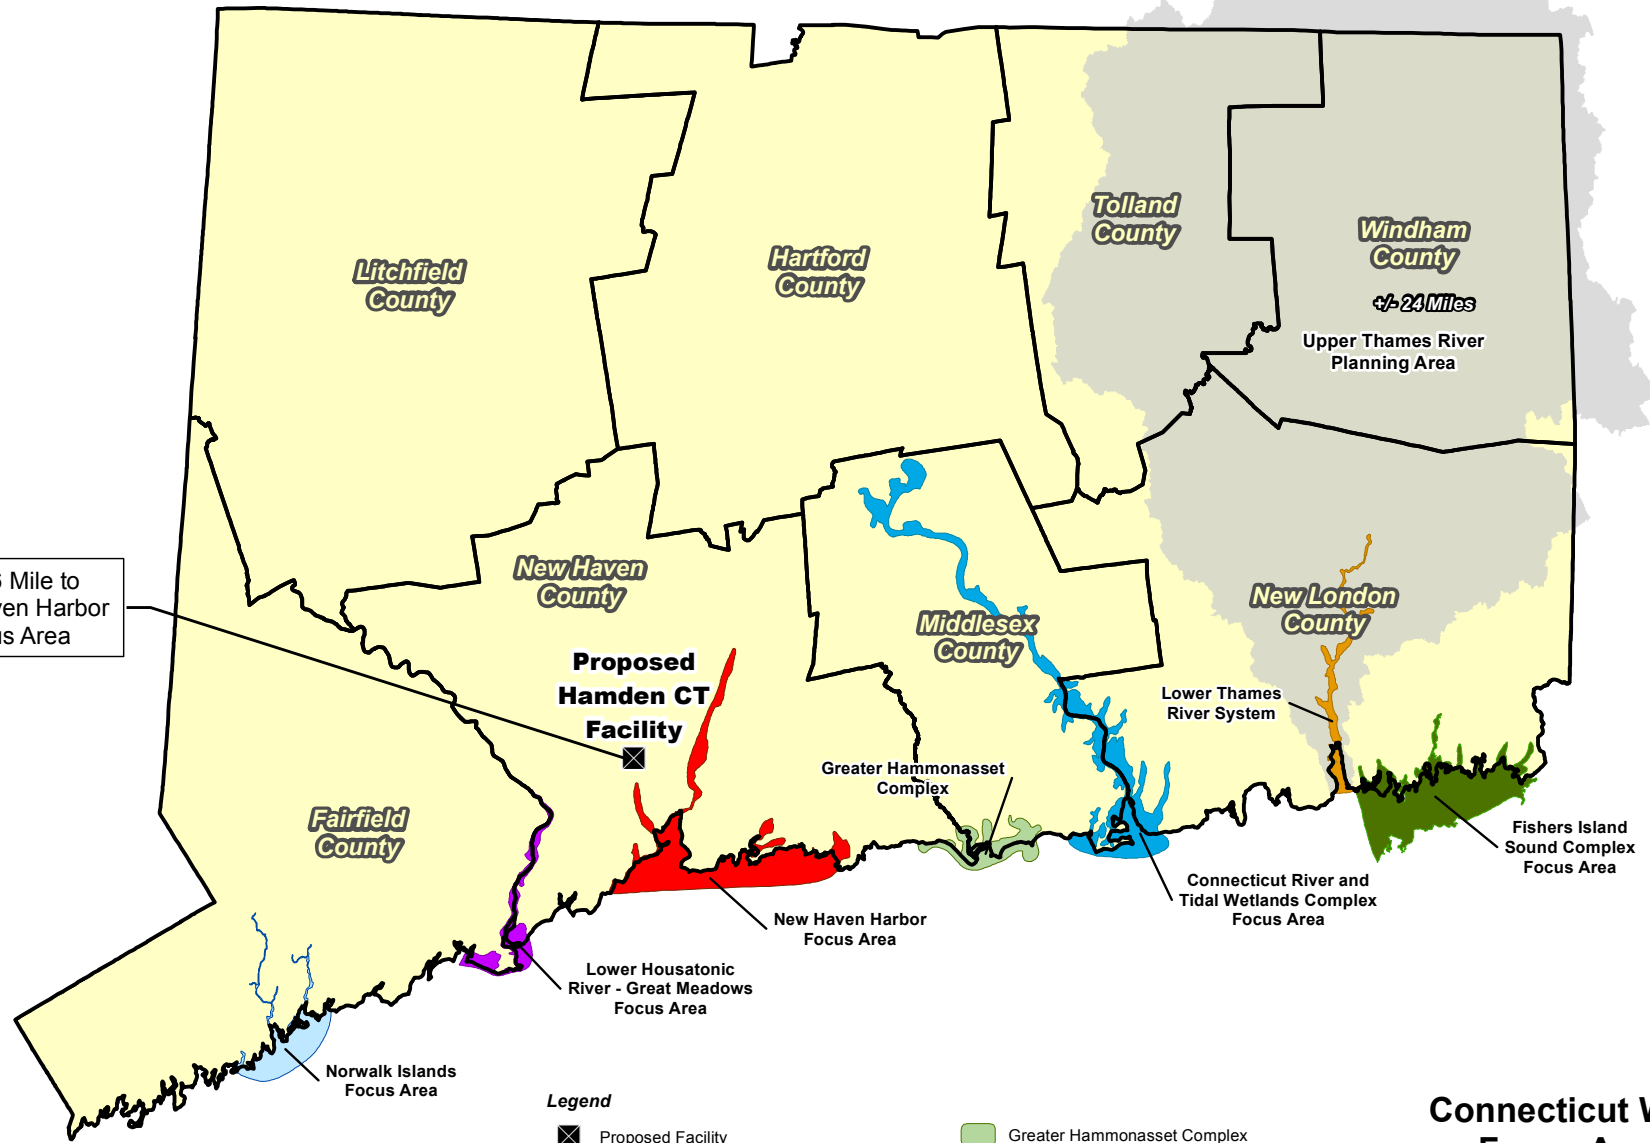 Tolland
County
Windham
County
+/- 24 Miles
Upper Thames River
Planning Area
Litchfield
County
Hartford
County
Mile to
Harbor
Area
New Haven
County
Middlesex
County
New London
County
Proposed
Hamden CT
Facility
Lower Thames
River System
Greater Hammonasset
Complex
Fairfield
County
Fishers Island
Sound Complex
Focus Area
Connecticut River and
Tidal Wetlands Complex
Focus Area
New Haven Harbor
Focus Area
Lower Housatonic
River - Great Meadows
Focus Area
Norwalk Islands
Focus Area
Legend
Proposed Facility
Greater Hammonasset Complex
Connecticut